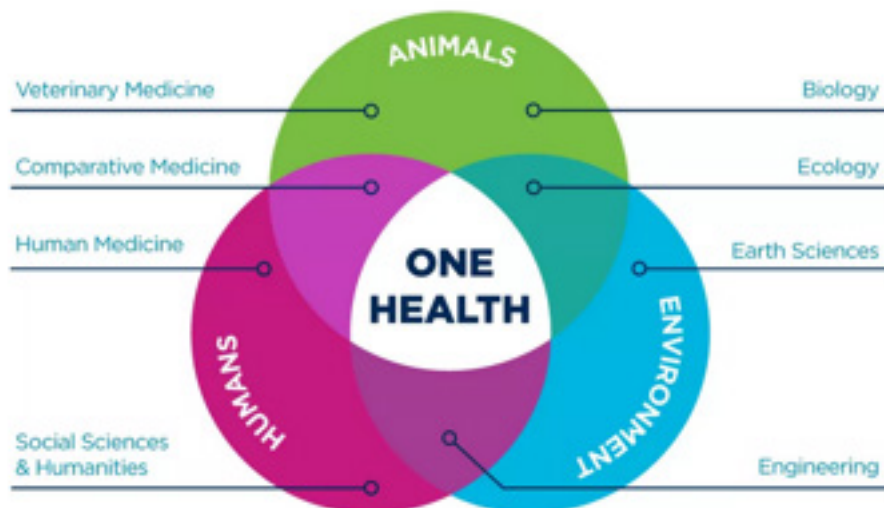 ANIMALS
Veterinary Medicine
Biology
Comparative Medicine
Ecology
Human Medicine
Earth Sciences
ONE
HEALTH
HUMANS
ENVIRONMENT
Social Sciences
& Humanities
Engineering